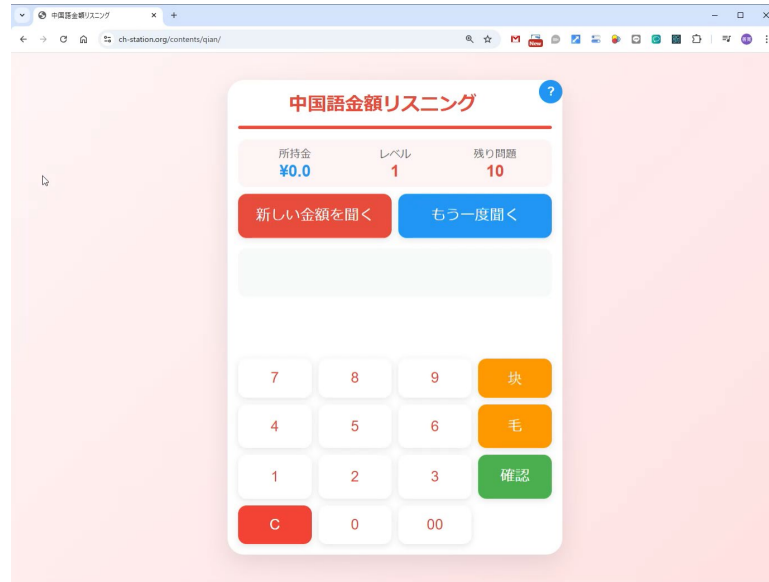 中国語金額リスニング
ch-station.org/contents/qian/
New
?
中国語金額リスニング
所持金 レベル 残り問題
¥0.0 1 10
新しい金額を聞く もう一度聞く
7 8 9 块
4 5 6 毛
1 2 3 確認
C 0 00